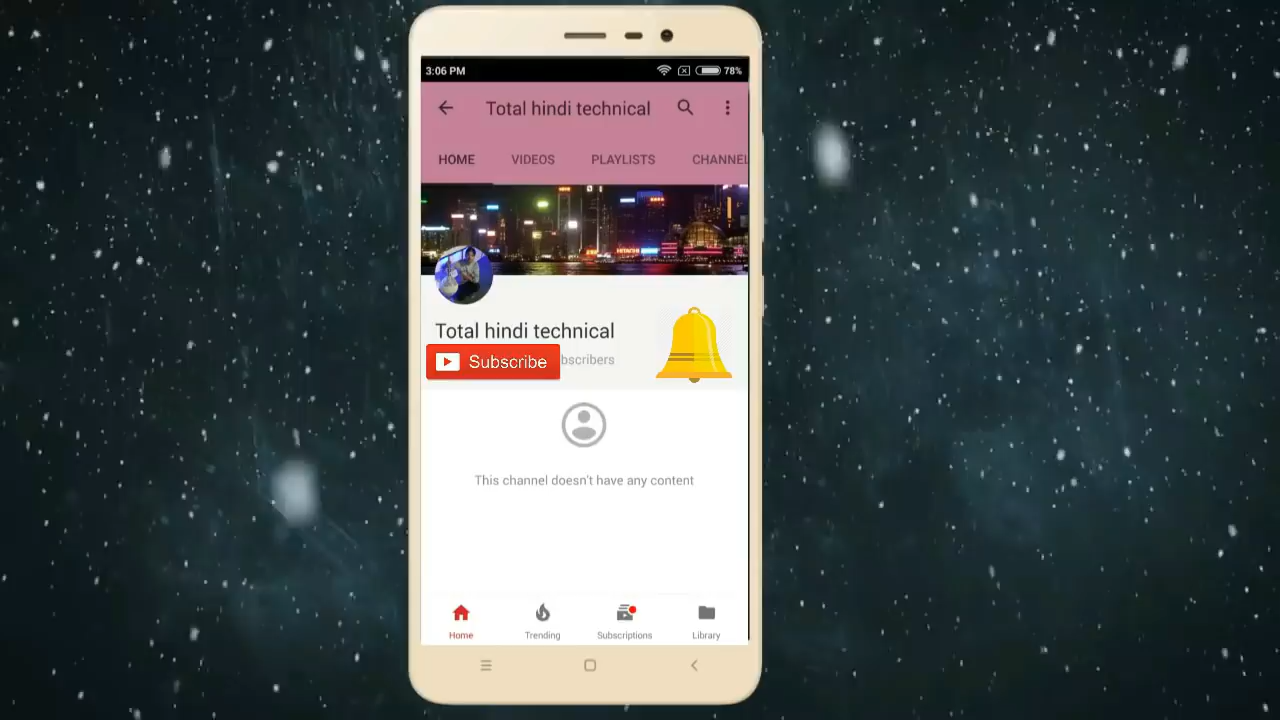 3:06 PM 78%
Total hindi technical
HOME VIDEOS PLAYLISTS CHANNEL
Total hindi technical
Subscribe bscribers
This channel doesn't have any content
Home Trending Subscriptions Library